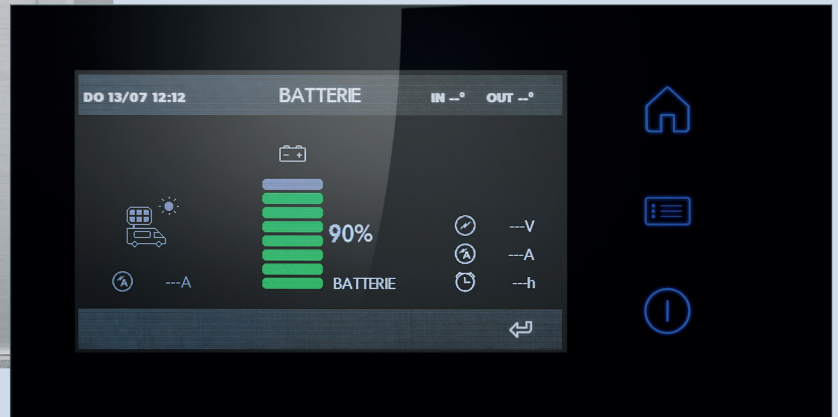 DO 13/07 12:12 BATTERIE IN --° OUT --°
90%
---V
---A
---A
---h
BATTERIE